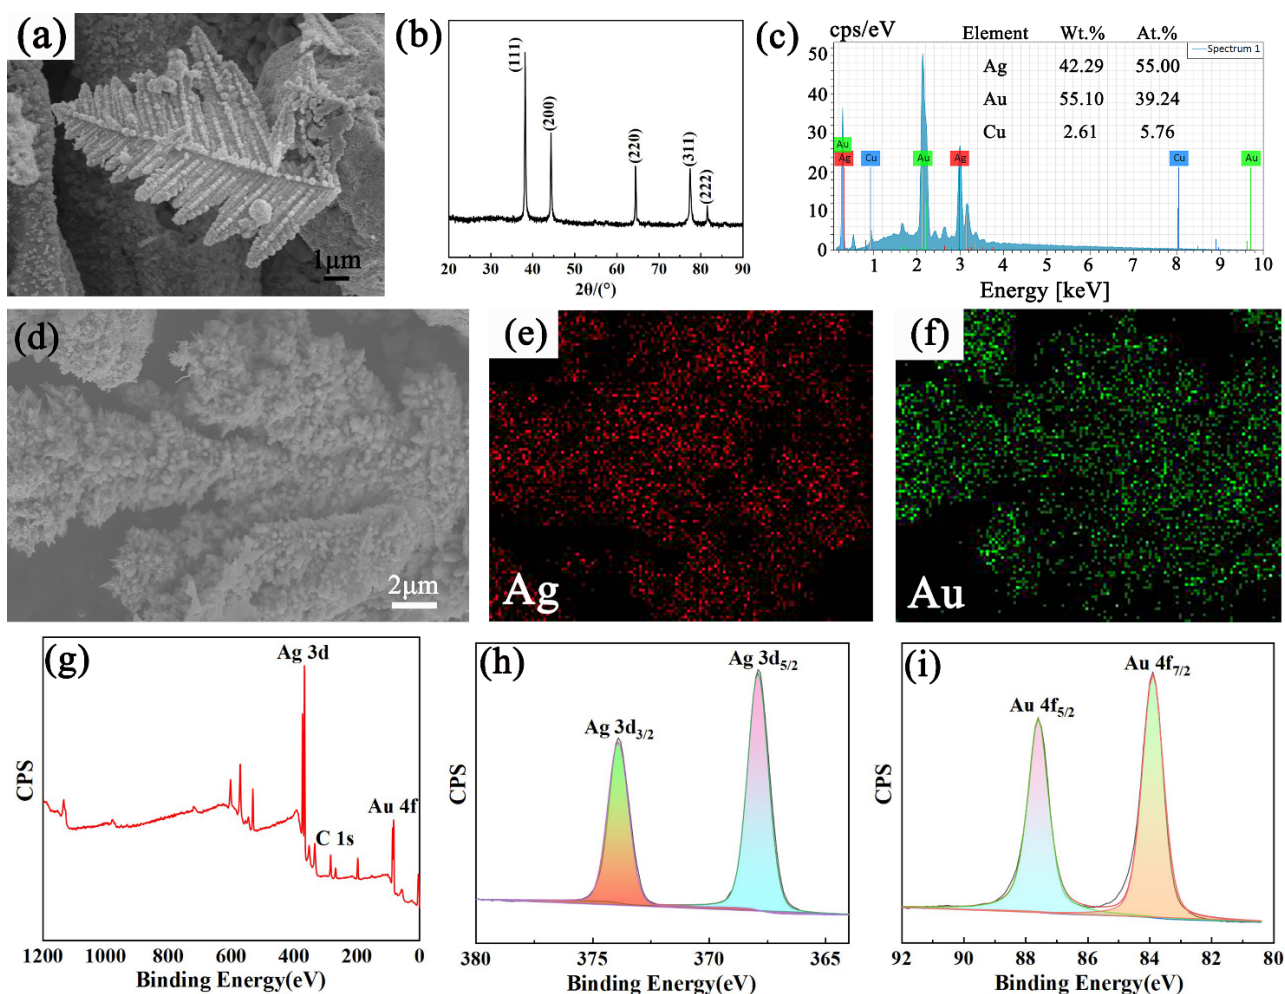 (a)
1μm
(b)
(111)
(200)
(220)
(311)
(222)
20 30 40 50 60 70 80 90
2θ/(°)
(c)
cps/eV
Element Wt.% At.%
Ag 42.29 55.00
Au 55.10 39.24
Cu 2.61 5.76
Spectrum 1
50
40
30
20
10
0
Au
Ag
Cu
Au
Ag
Cu
Au
1 2 3 4 5 6 7 8 9 10
Energy [keV]
(d)
2μm
(e)
Ag
(f)
Au
(g)
Ag 3d
C 1s
Au 4f
CPS
1200 1000 800 600 400 200 0
Binding Energy(eV)
(h)
Ag 3d5/2
Ag 3d3/2
CPS
380 375 370 365
Binding Energy(eV)
(i)
Au 4f7/2
Au 4f5/2
CPS
92 90 88 86 84 82 80
Binding Energy(eV)